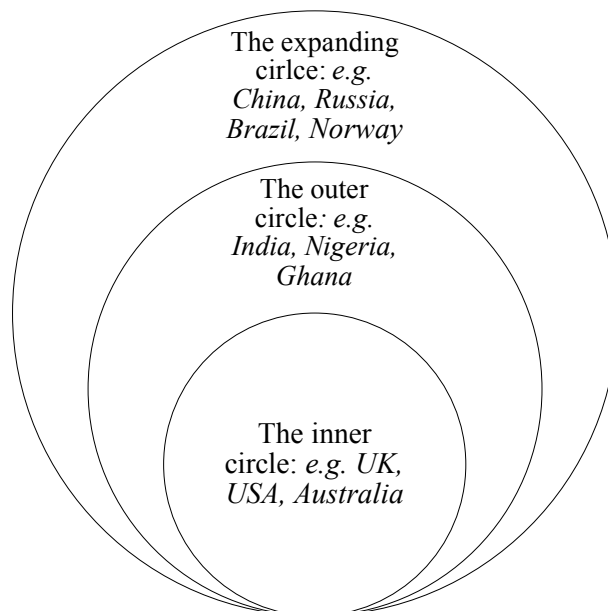 The expanding
cirlce: e.g.
China, Russia,
Brazil, Norway
The outer
circle: e.g.
India, Nigeria,
Ghana
The inner
circle: e.g. UK,
USA, Australia